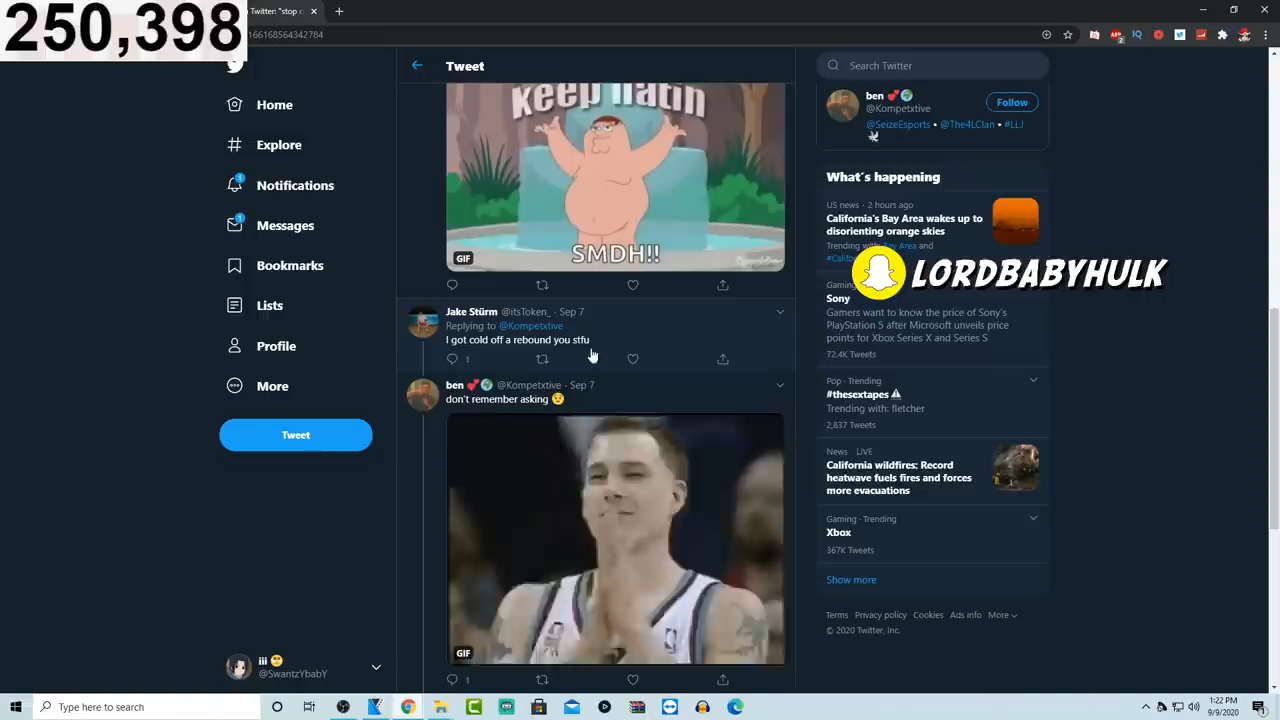 250,398
Twitter: "stop c
66168564342784
Tweet
Search Twitter
Home
Explore
Notifications
1
Messages
1
Bookmarks
Lists
Profile
More
Tweet
iii
@SwantzYbabY
Keep Hatin
SMDH!!
GIF
Jake Stürm @itsToken_ · Sep 7
Replying to @Kompetxtive
I got cold off a rebound you stfu
1
ben @Kompetxtive · Sep 7
don't remember asking
GIF
1
ben
@Kompetxtive
Follow
@SeizeEsports • @The4LClan • #LLJ
What's happening
US news · 2 hours ago
California's Bay Area wakes up to
disorienting orange skies
Trending with: Bay Area and
#Califor
LORDBABYHULK
Gaming
Sony
Gamers want to know the price of Sony's
PlayStation 5 after Microsoft unveils price
points for Xbox Series X and Series S
72.4K Tweets
Pop · Trending
#thesextapes
Trending with: fletcher
2,837 Tweets
News · LIVE
California wildfires: Record
heatwave fuels fires and forces
more evacuations
Gaming · Trending
Xbox
367K Tweets
Show more
Terms Privacy policy Cookies Ads info More
© 2020 Twitter, Inc.
Type here to search
1:22 PM
9/9/2020